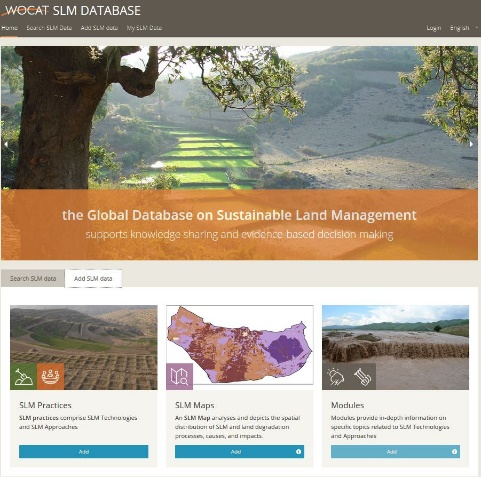 WOCAT SLM DATABASE
Home Search SLM Data Add SLM data My SLM Data Login English
the Global Database on Sustainable Land Management
supports knowledge sharing and evidence-based decision making
Search SLM data Add SLM data
SLM Practices
SLM practices comprise SLM Technologies
and SLM Approaches
Add
SLM Maps
An SLM Map analyses and depicts the spatial
distribution of SLM and land degradation
processes, causes, and impacts.
Add
Modules
Modules provide in-depth information on
specific topics related to SLM Technologies
and Approaches
Add